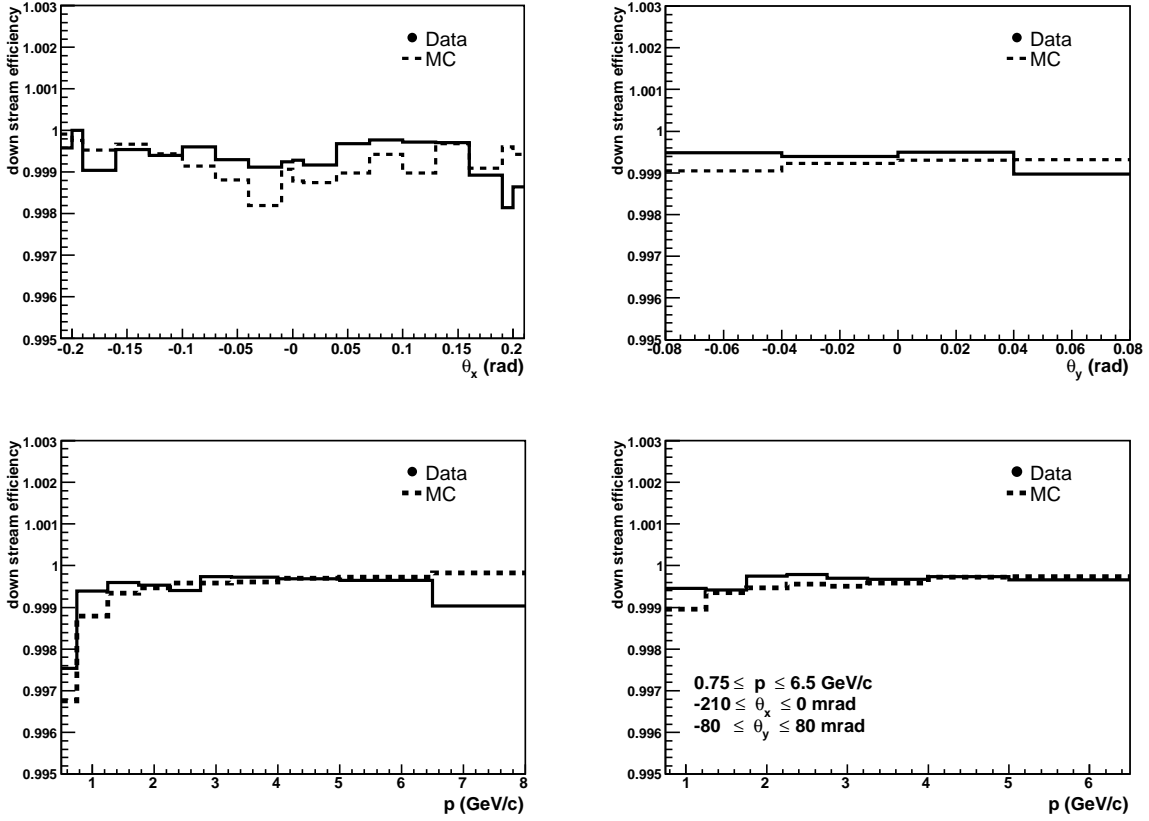 down stream efficiency
1.003
1.002
1.001
1
0.999
0.998
0.997
0.996
0.995
Data
MC
-0.2 -0.15 -0.1 -0.05 -0 0.05 0.1 0.15 0.2
θx (rad)
down stream efficiency
1.003
1.002
1.001
1
0.999
0.998
0.997
0.996
0.995
Data
MC
-0.08 -0.06 -0.04 -0.02 0 0.02 0.04 0.06 0.08
θy (rad)
down stream efficiency
1.003
1.002
1.001
1
0.999
0.998
0.997
0.996
0.995
Data
MC
1 2 3 4 5 6 7 8
p (GeV/c)
down stream efficiency
1.003
1.002
1.001
1
0.999
0.998
0.997
0.996
0.995
Data
MC
0.75 ≤ p ≤ 6.5 GeV/c
-210 ≤ θx ≤ 0 mrad
-80 ≤ θy ≤ 80 mrad
1 2 3 4 5 6
p (GeV/c)